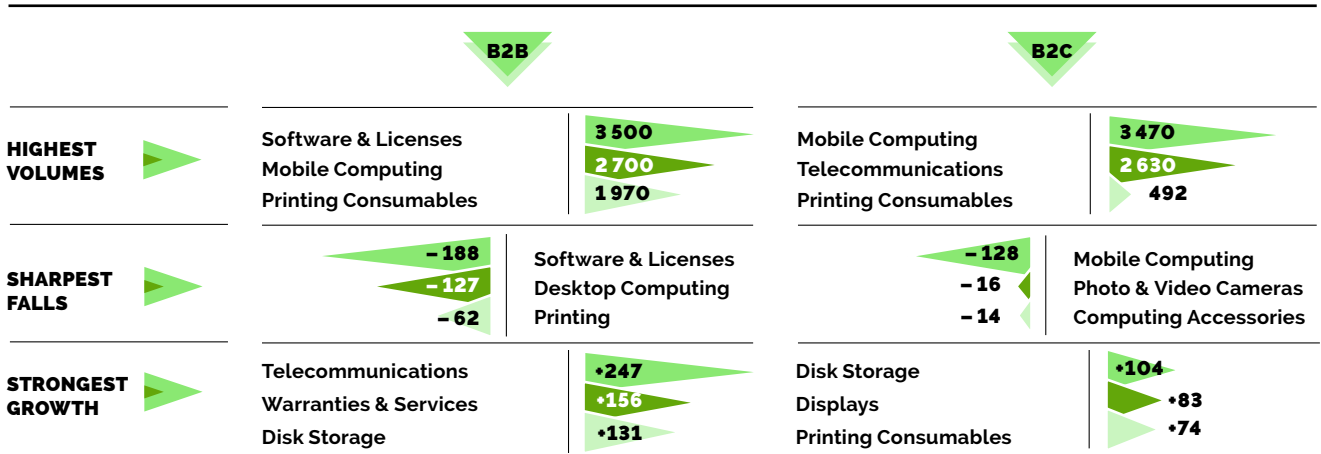 B2B
B2C
HIGHEST
VOLUMES
Software & Licenses
3 500
Mobile Computing
2 700
Printing Consumables
1 970
Mobile Computing
3 470
Telecommunications
2 630
Printing Consumables
492
SHARPEST
FALLS
– 188
Software & Licenses
– 127
Desktop Computing
– 62
Printing
– 128
Mobile Computing
– 16
Photo & Video Cameras
– 14
Computing Accessories
STRONGEST
GROWTH
Telecommunications
+247
Warranties & Services
+156
Disk Storage
+131
Disk Storage
+104
Displays
+83
Printing Consumables
+74